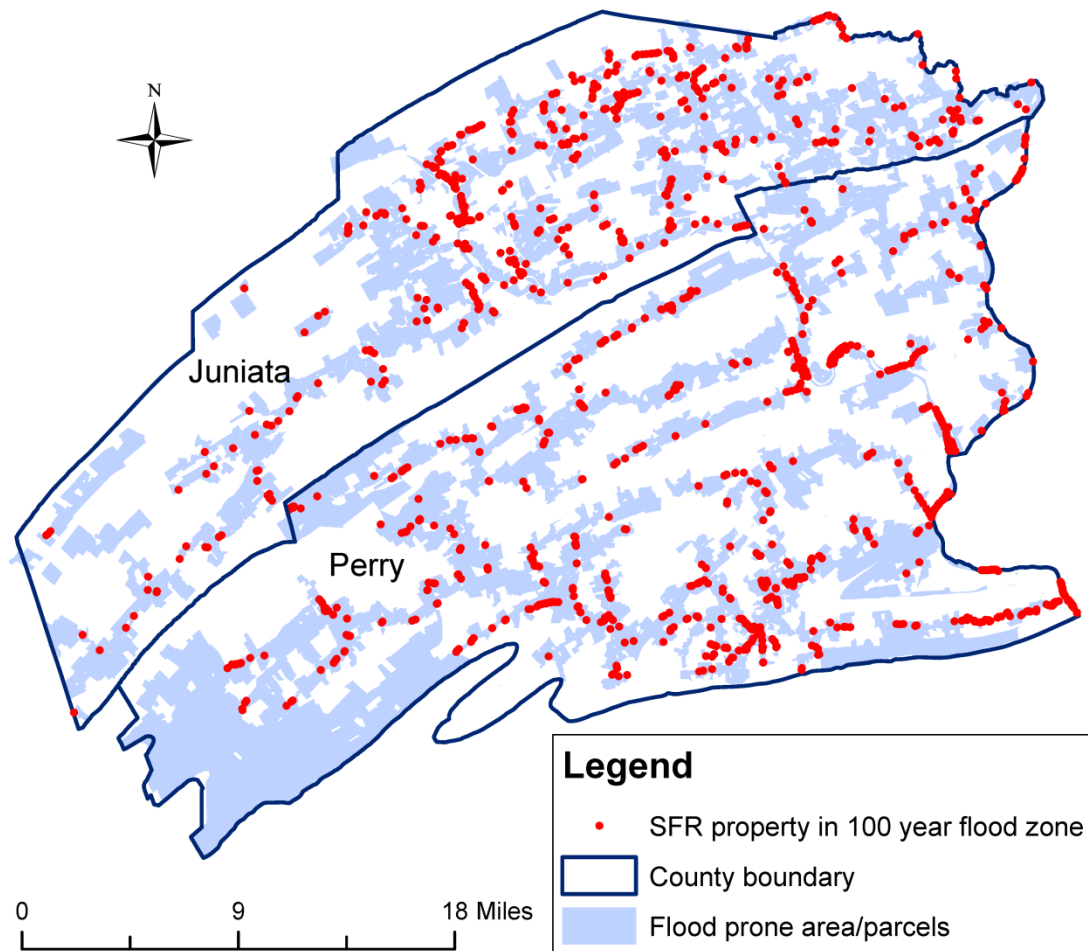 N
Juniata
Perry
Legend
SFR property in 100 year flood zone
County boundary
Flood prone area/parcels
0 9 18 Miles